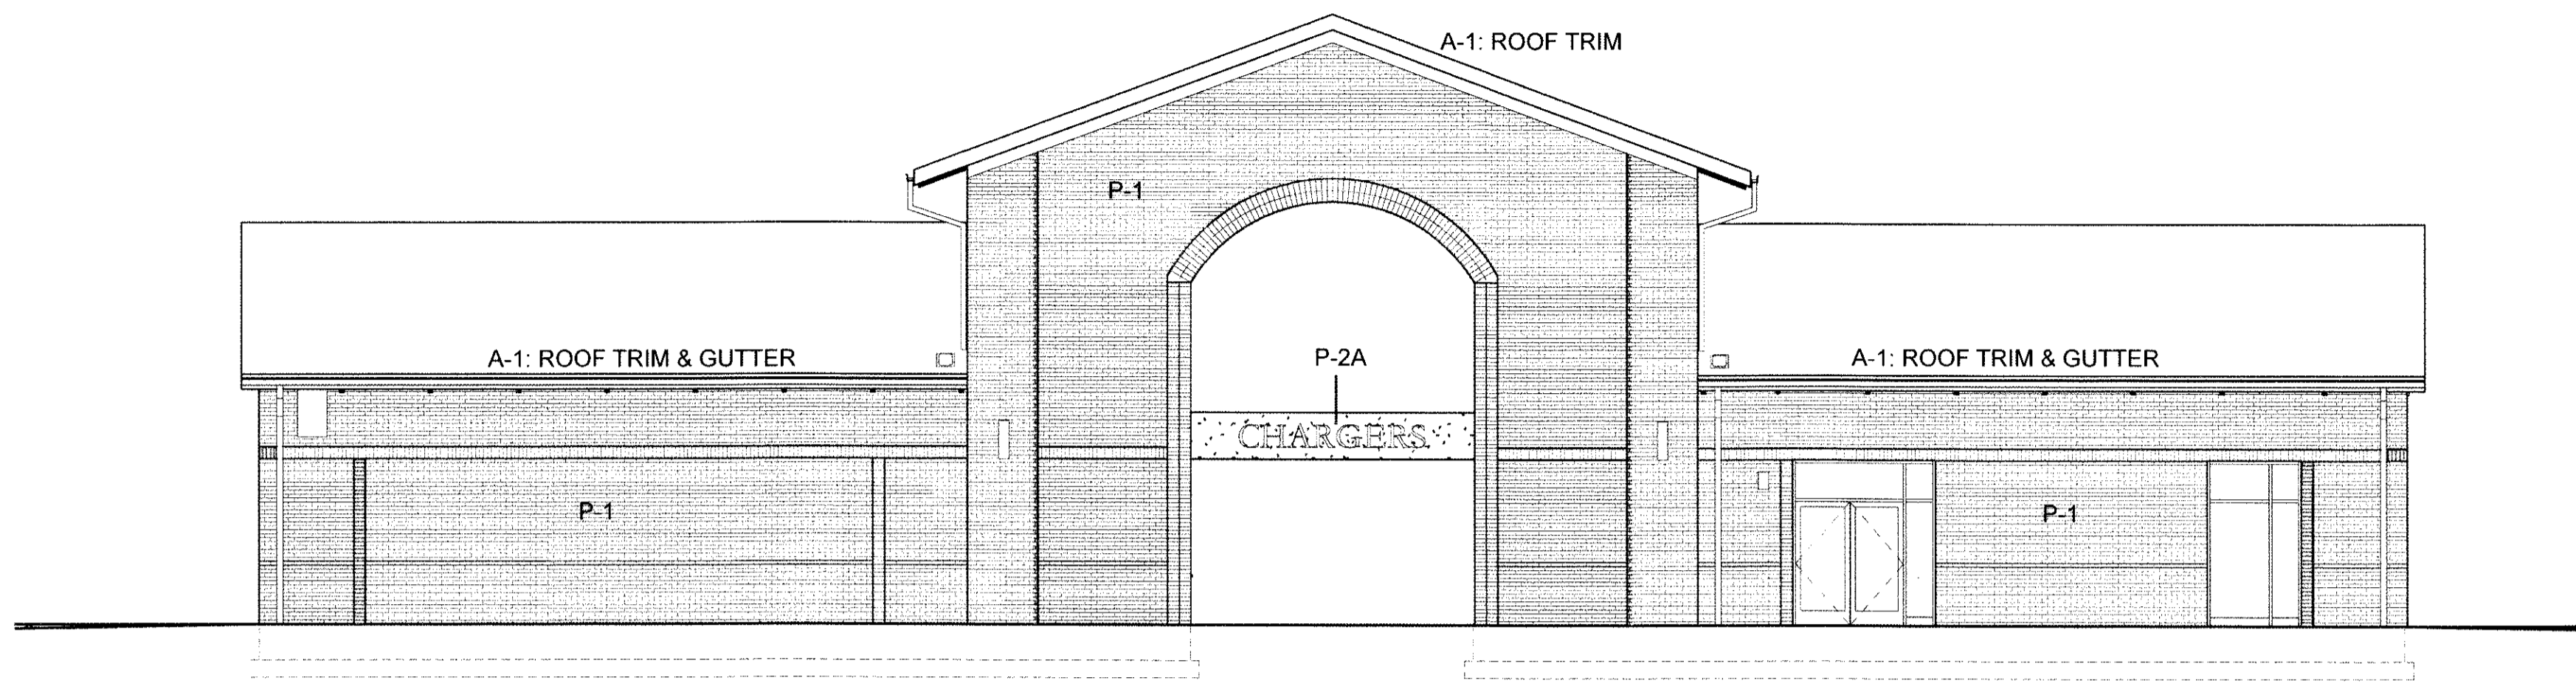 A-1: ROOF TRIM
P-1
A-1: ROOF TRIM & GUTTER
P-2A
A-1: ROOF TRIM & GUTTER
CHARGERS
P-1
P-1